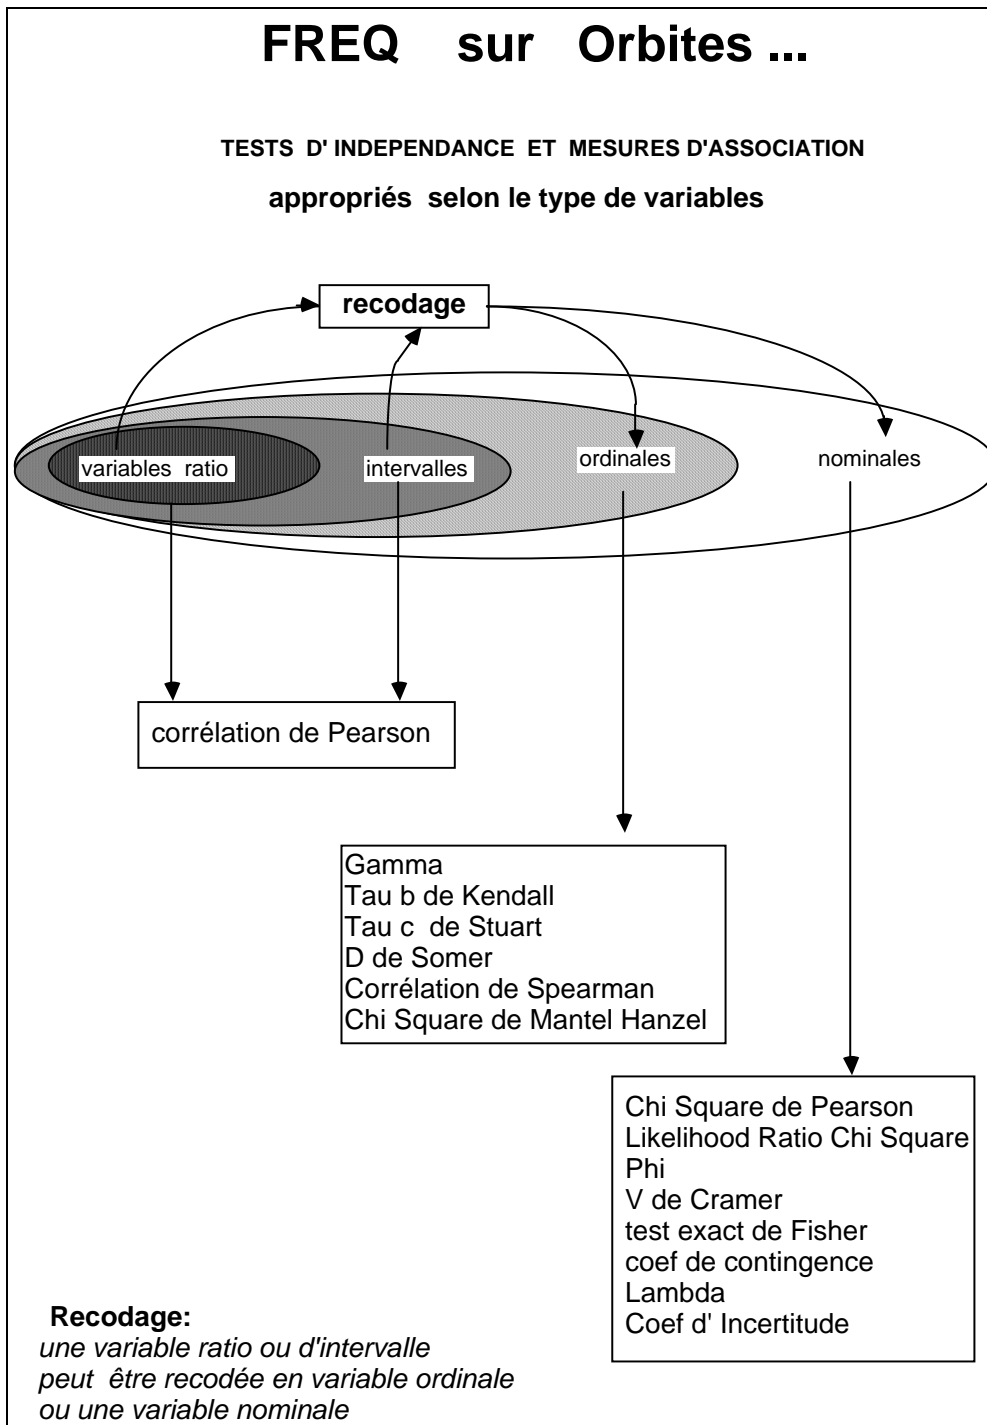 FREQ sur Orbites ...
TESTS D' INDEPENDANCE ET MESURES D'ASSOCIATION
appropriés selon le type de variables
recodage
variables ratio
intervalles
ordinales
nominales
corrélation de Pearson
Gamma
Tau b de Kendall
Tau c de Stuart
D de Somer
Corrélation de Spearman
Chi Square de Mantel Hanzel
Chi Square de Pearson
Likelihood Ratio Chi Square
Phi
V de Cramer
test exact de Fisher
coef de contingence
Lambda
Coef d' Incertitude
Recodage:
une variable ratio ou d'intervalle
peut être recodée en variable ordinale
ou une variable nominale